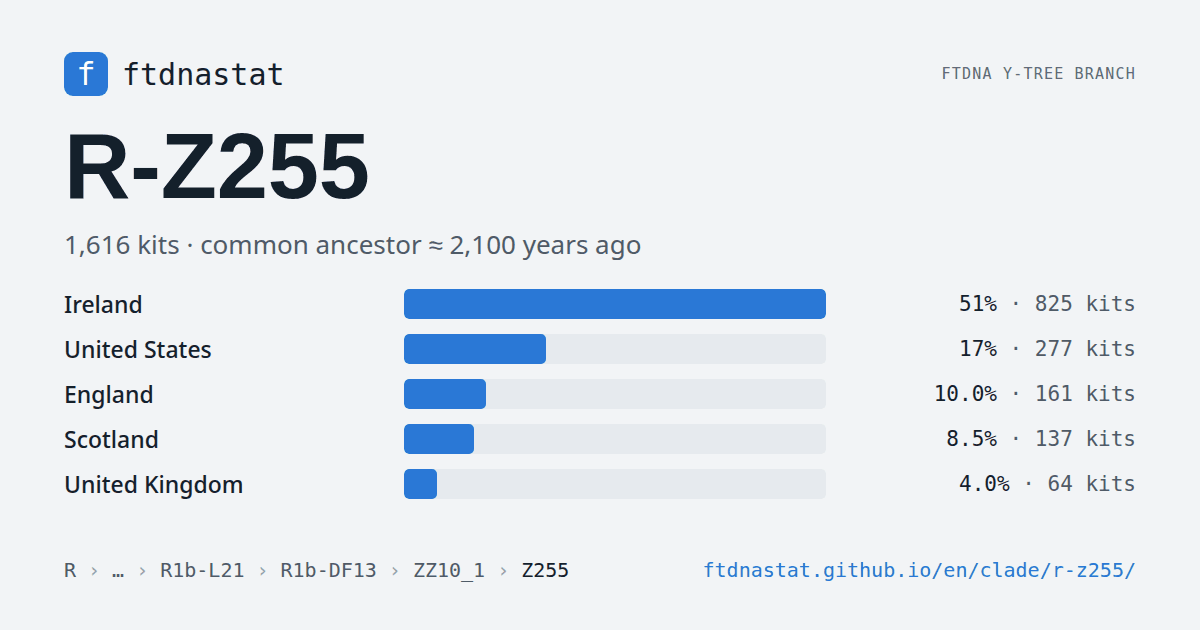 f ftdnastat FTDNA Y-TREE BRANCH
R-Z255
1,616 kits · common ancestor ≈ 2,100 years ago
Ireland 51% · 825 kits
United States 17% · 277 kits
England 10.0% · 161 kits
Scotland 8.5% · 137 kits
United Kingdom 4.0% · 64 kits
R › … › R1b-L21 › R1b-DF13 › ZZ10_1 › Z255 ftdnastat.github.io/en/clade/r-z255/